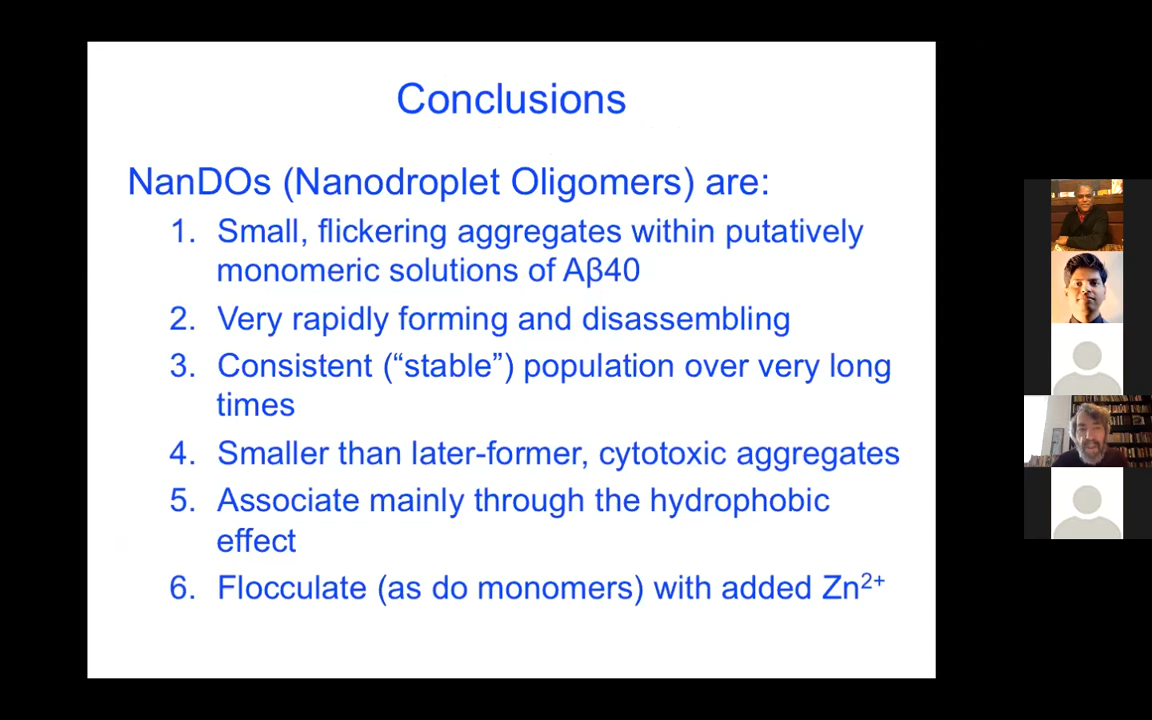 Conclusions
NanDOs (Nanodroplet Oligomers) are:
1. Small, flickering aggregates within putatively
monomeric solutions of Aβ40
2. Very rapidly forming and disassembling
3. Consistent (“stable”) population over very long
times
4. Smaller than later-former, cytotoxic aggregates
5. Associate mainly through the hydrophobic
effect
6. Flocculate (as do monomers) with added Zn²⁺